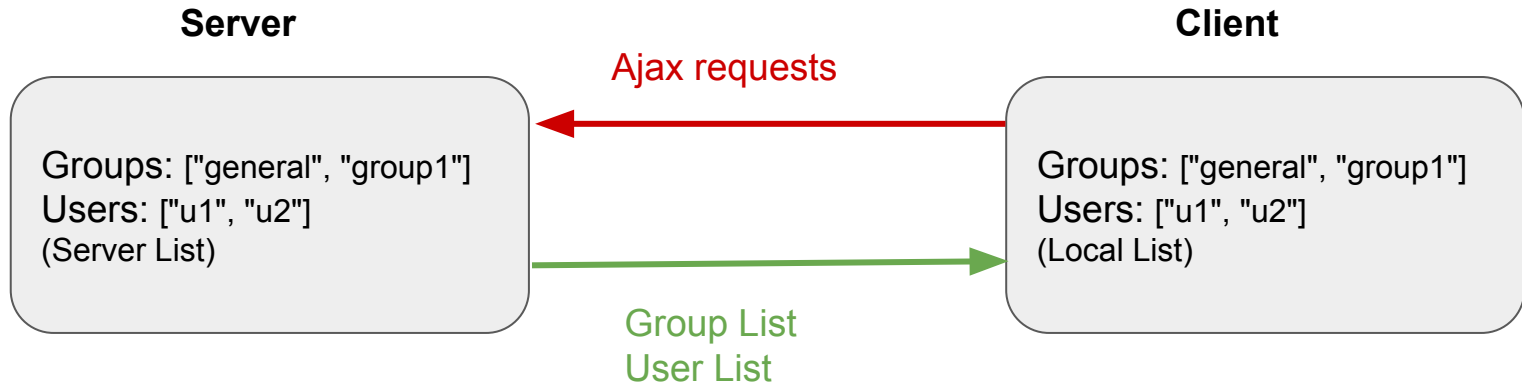 Server
Client
Ajax requests
Groups: ["general", "group1"]
Users: ["u1", "u2"]
(Server List)
Groups: ["general", "group1"]
Users: ["u1", "u2"]
(Local List)
Group List
User List